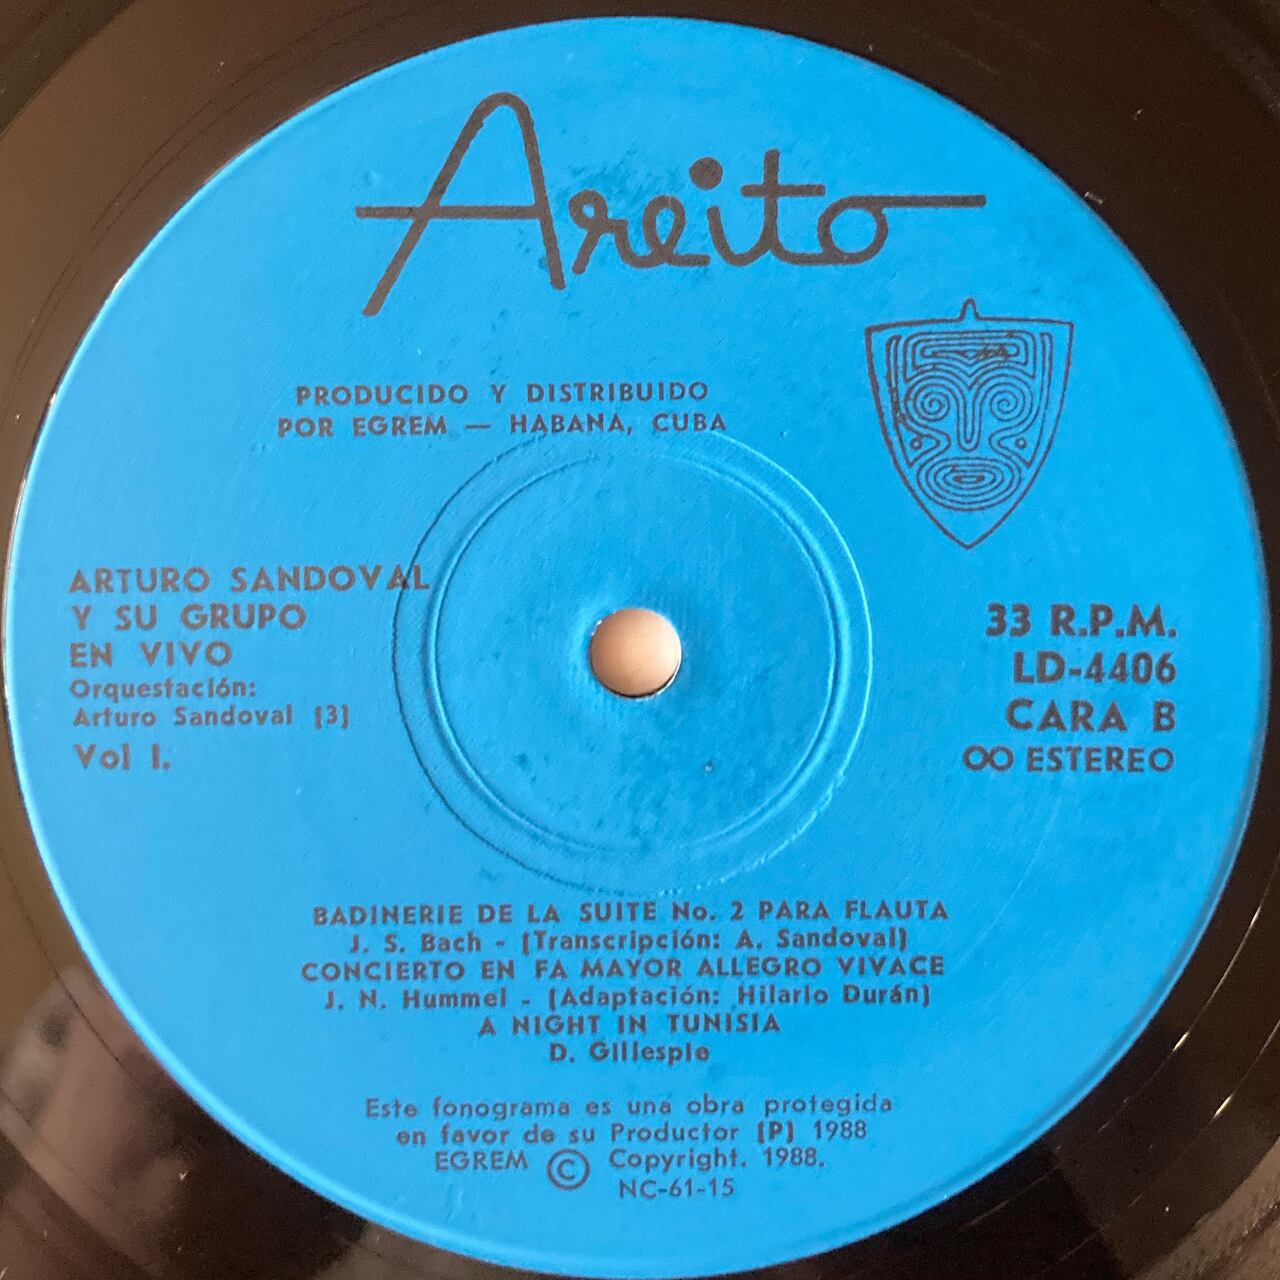 Areito
PRODUCIDO Y DISTRIBUIDO
POR EGREM — HABANA, CUBA
ARTURO SANDOVAL
Y SU GRUPO
EN VIVO
Orquestación:
Arturo Sandoval (3)
Vol I.
33 R.P.M.
LD-4406
CARA B
OO ESTEREO
BADINERIE DE LA SUITE No. 2 PARA FLAUTA
J. S. Bach - (Transcripción: A. Sandoval)
CONCIERTO EN FA MAYOR ALLEGRO VIVACE
J. N. Hummel - (Adaptación: Hilario Durán)
A NIGHT IN TUNISIA
D. Gillespie
Este fonograma es una obra protegida
en favor de su Productor (P) 1988
EGREM © Copyright. 1988.
NC-61-15